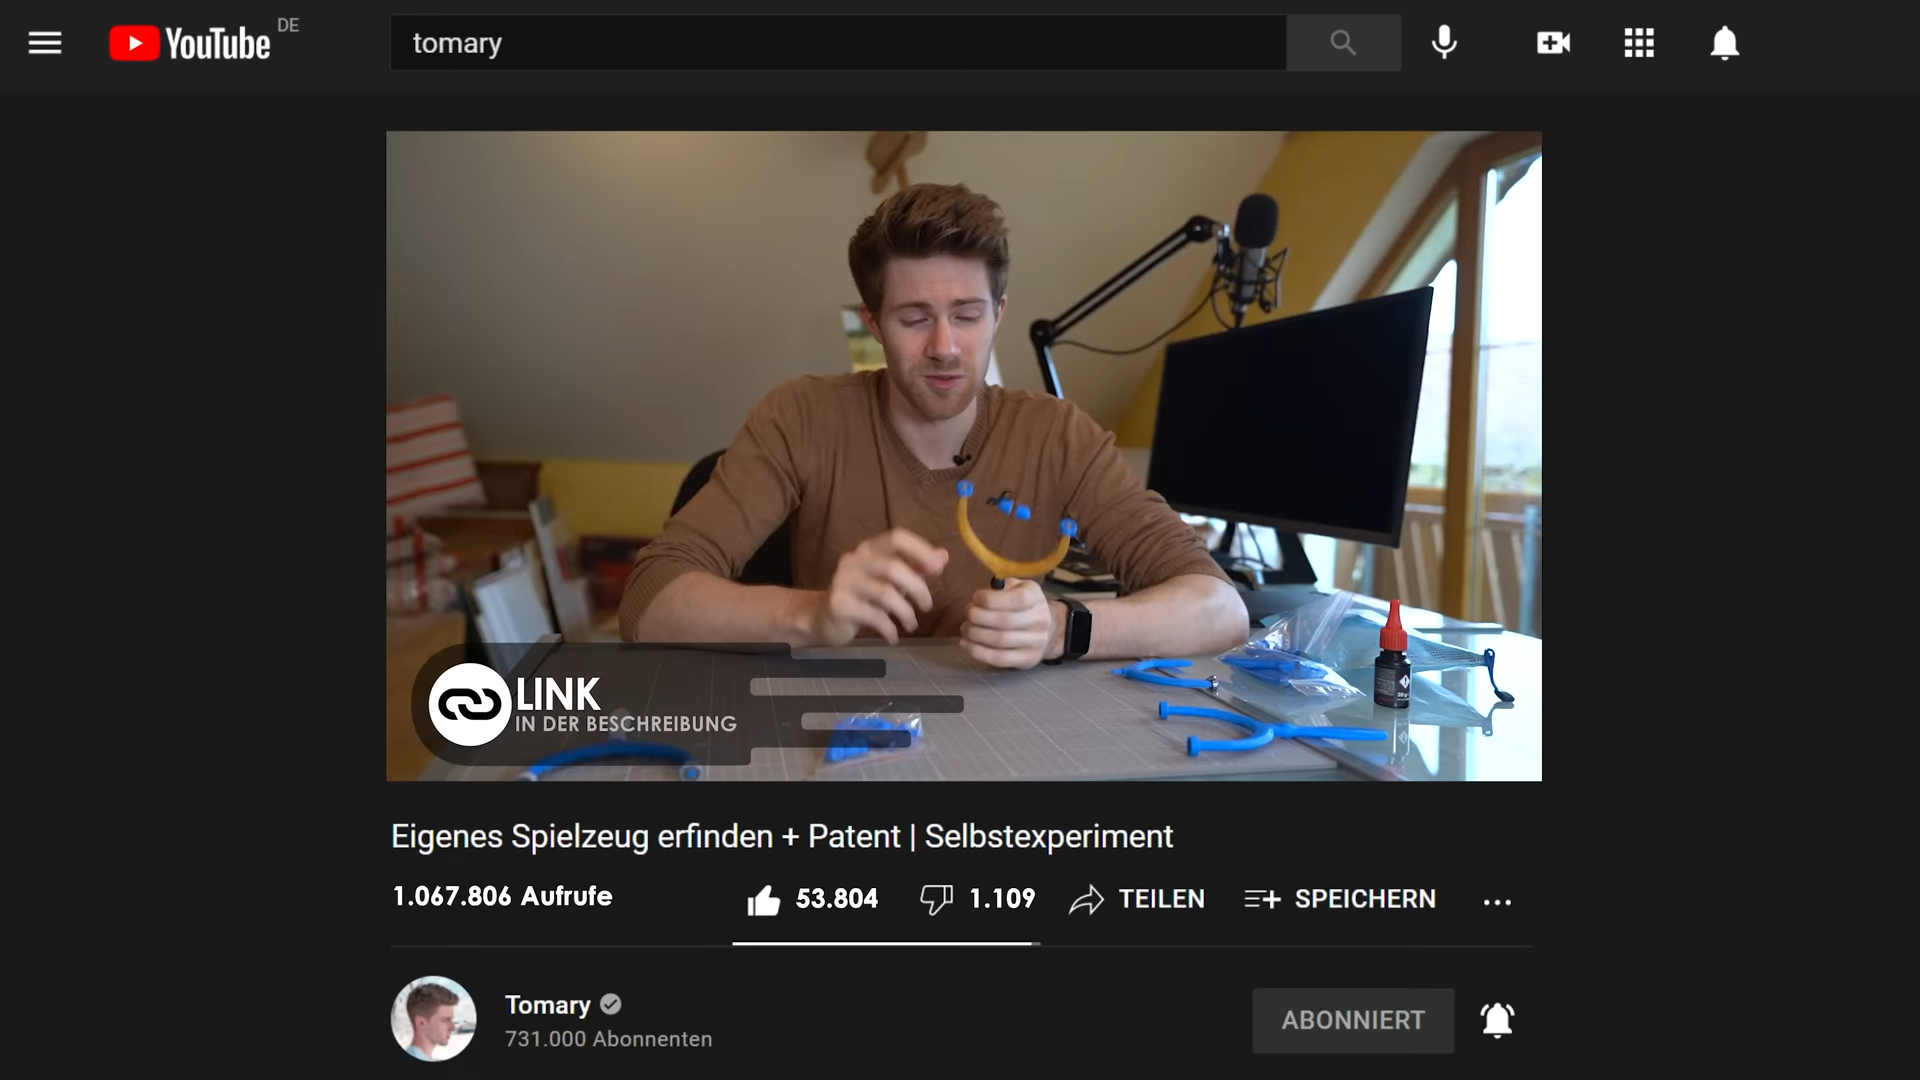 YouTube DE
tomary
LINK
IN DER BESCHREIBUNG
Eigenes Spielzeug erfinden + Patent | Selbstexperiment
1.067.806 Aufrufe 53.804 1.109 TEILEN SPEICHERN
Tomary
731.000 Abonnenten
ABONNIERT